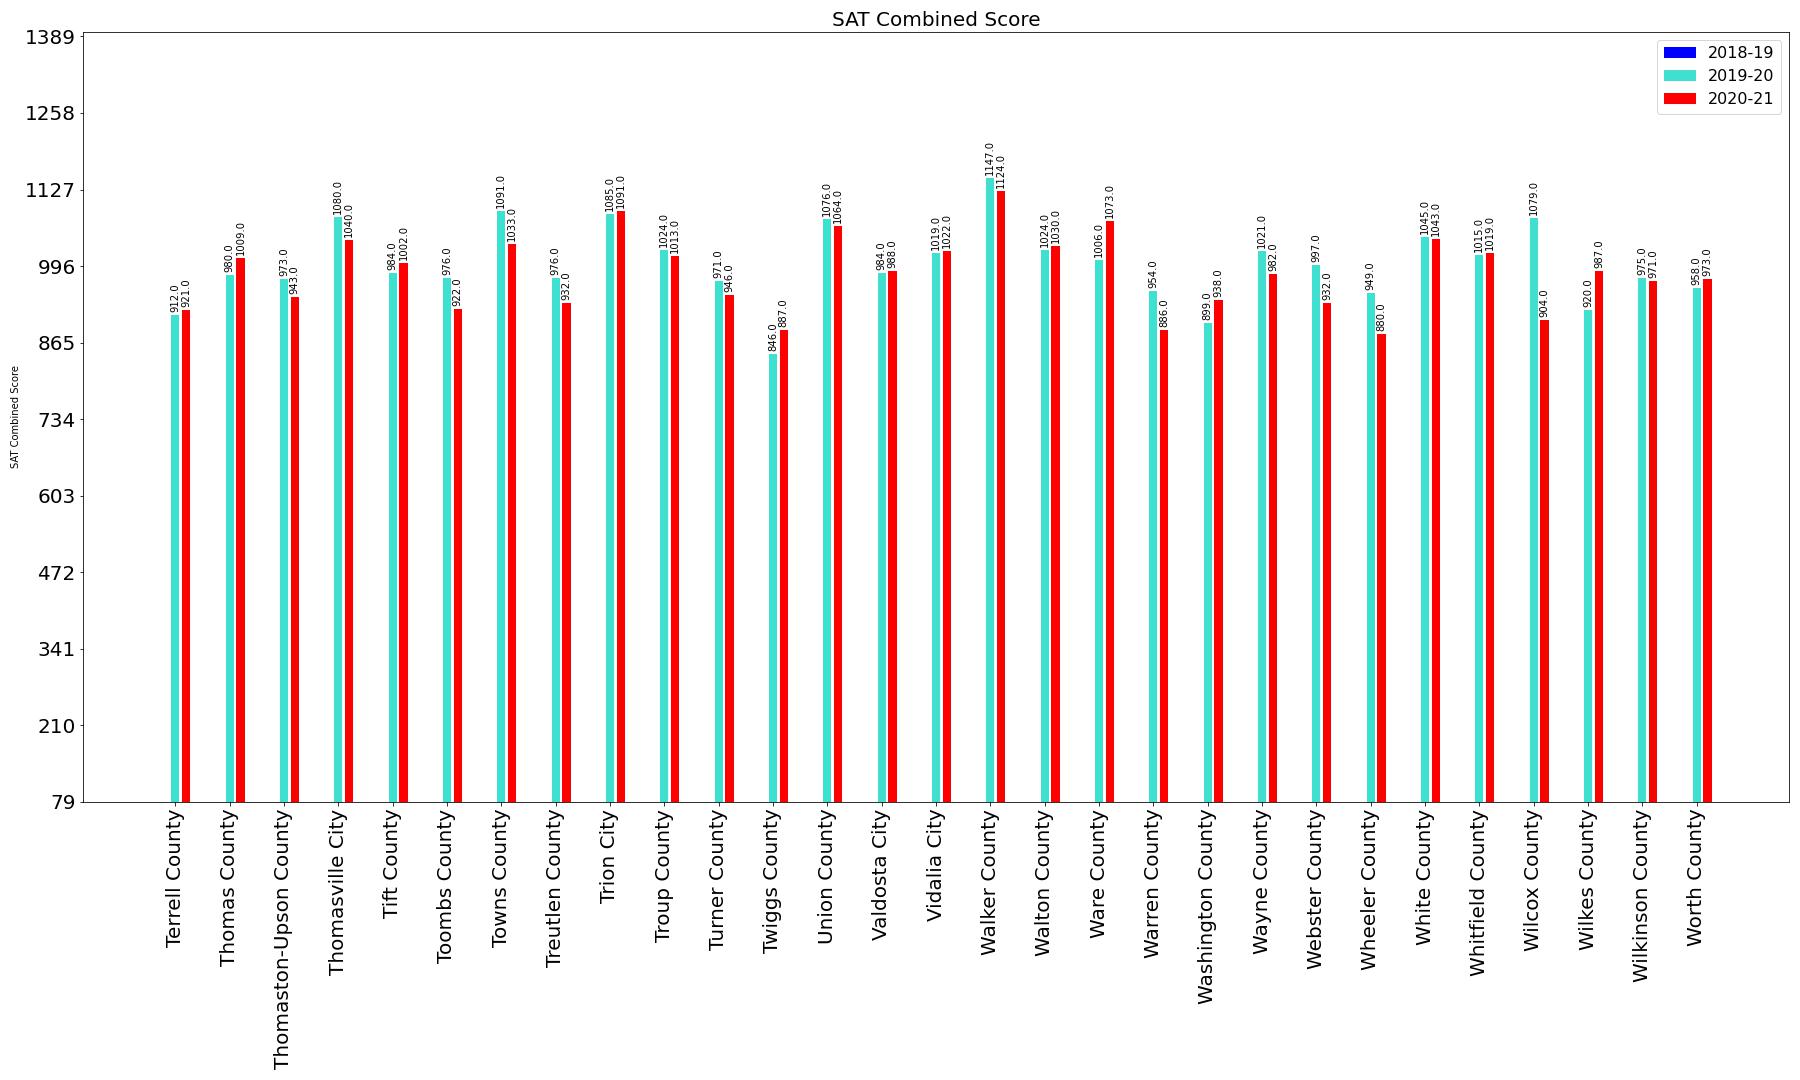 SAT Combined Score
2018-19
2019-20
2020-21
SAT Combined Score
1389
1258
1127
996
865
734
603
472
341
210
79
912.0
921.0
980.0
1009.0
973.0
943.0
1080.0
1040.0
984.0
1002.0
976.0
922.0
1091.0
1033.0
976.0
932.0
1085.0
1091.0
1024.0
1013.0
971.0
946.0
846.0
887.0
1076.0
1064.0
984.0
988.0
1019.0
1022.0
1147.0
1124.0
1024.0
1030.0
1006.0
1073.0
954.0
886.0
899.0
938.0
1021.0
982.0
997.0
932.0
949.0
880.0
1045.0
1043.0
1015.0
1019.0
1079.0
904.0
920.0
987.0
975.0
971.0
958.0
973.0
Terrell County
Thomas County
Thomaston-Upson County
Thomasville City
Tift County
Toombs County
Towns County
Treutlen County
Trion City
Troup County
Turner County
Twiggs County
Union County
Valdosta City
Vidalia City
Walker County
Walton County
Ware County
Warren County
Washington County
Wayne County
Webster County
Wheeler County
White County
Whitfield County
Wilcox County
Wilkes County
Wilkinson County
Worth County